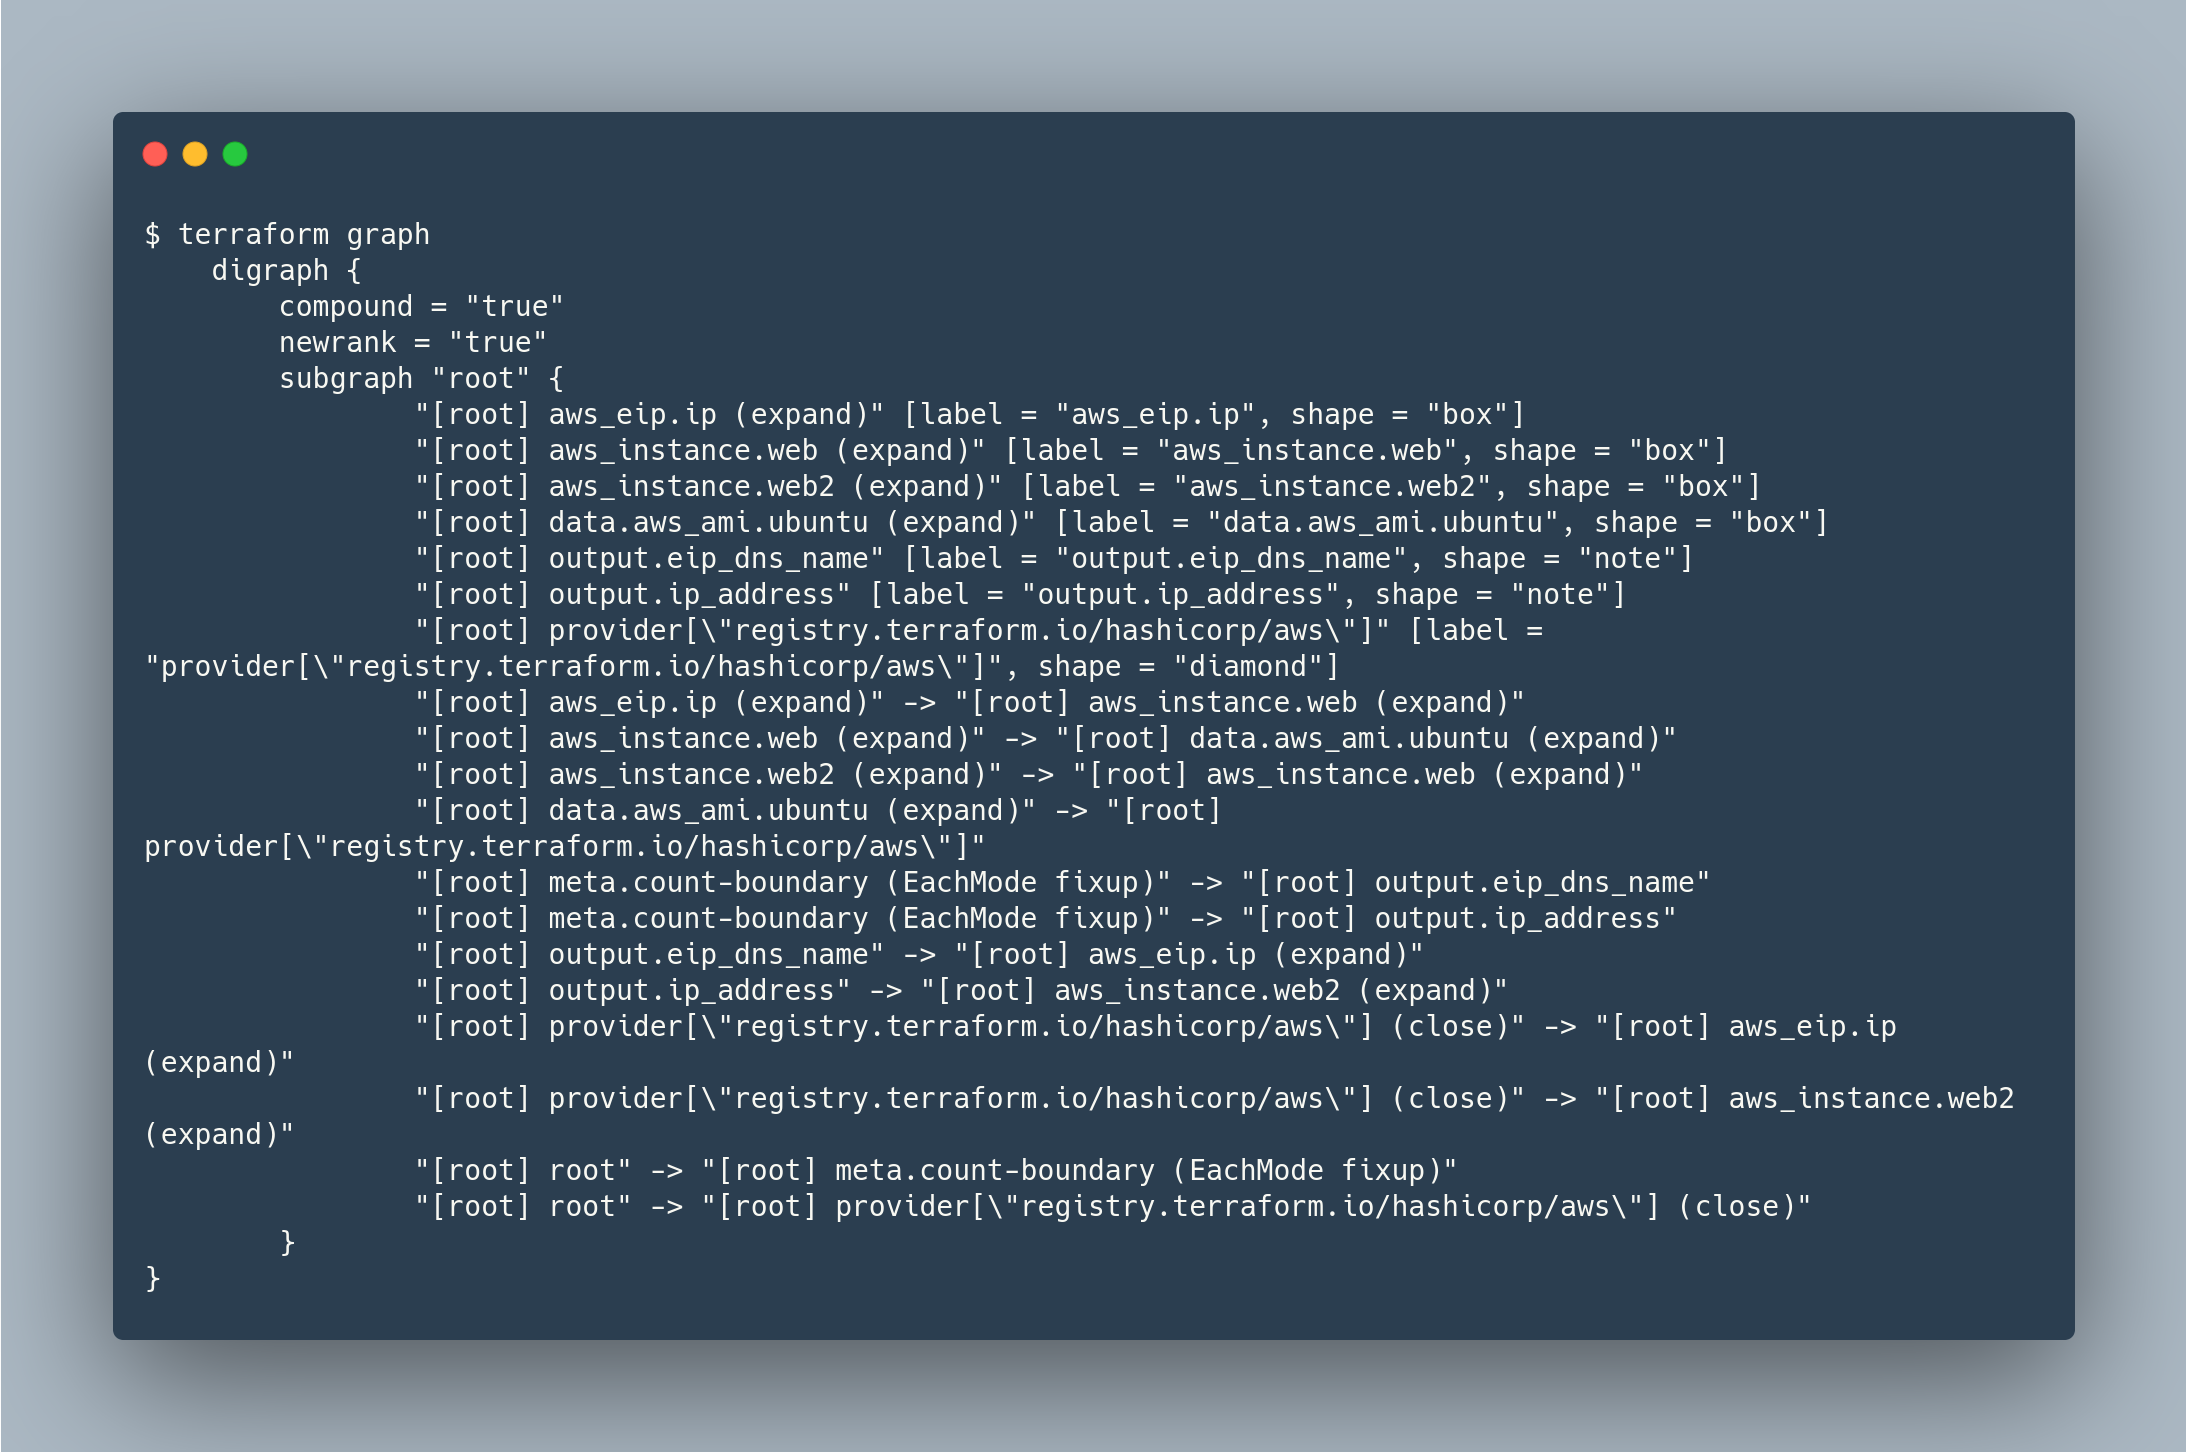 $ terraform graph
    digraph {
        compound = "true"
        newrank = "true"
        subgraph "root" {
                "[root] aws_eip.ip (expand)" [label = "aws_eip.ip", shape = "box"]
                "[root] aws_instance.web (expand)" [label = "aws_instance.web", shape = "box"]
                "[root] aws_instance.web2 (expand)" [label = "aws_instance.web2", shape = "box"]
                "[root] data.aws_ami.ubuntu (expand)" [label = "data.aws_ami.ubuntu", shape = "box"]
                "[root] output.eip_dns_name" [label = "output.eip_dns_name", shape = "note"]
                "[root] output.ip_address" [label = "output.ip_address", shape = "note"]
                "[root] provider[\"registry.terraform.io/hashicorp/aws\"]" [label =
"provider[\"registry.terraform.io/hashicorp/aws\"]", shape = "diamond"]
                "[root] aws_eip.ip (expand)" -> "[root] aws_instance.web (expand)"
                "[root] aws_instance.web (expand)" -> "[root] data.aws_ami.ubuntu (expand)"
                "[root] aws_instance.web2 (expand)" -> "[root] aws_instance.web (expand)"
                "[root] data.aws_ami.ubuntu (expand)" -> "[root]
provider[\"registry.terraform.io/hashicorp/aws\"]"
                "[root] meta.count-boundary (EachMode fixup)" -> "[root] output.eip_dns_name"
                "[root] meta.count-boundary (EachMode fixup)" -> "[root] output.ip_address"
                "[root] output.eip_dns_name" -> "[root] aws_eip.ip (expand)"
                "[root] output.ip_address" -> "[root] aws_instance.web2 (expand)"
                "[root] provider[\"registry.terraform.io/hashicorp/aws\"] (close)" -> "[root] aws_eip.ip
(expand)"
                "[root] provider[\"registry.terraform.io/hashicorp/aws\"] (close)" -> "[root] aws_instance.web2
(expand)"
                "[root] root" -> "[root] meta.count-boundary (EachMode fixup)"
                "[root] root" -> "[root] provider[\"registry.terraform.io/hashicorp/aws\"] (close)"
        }
}